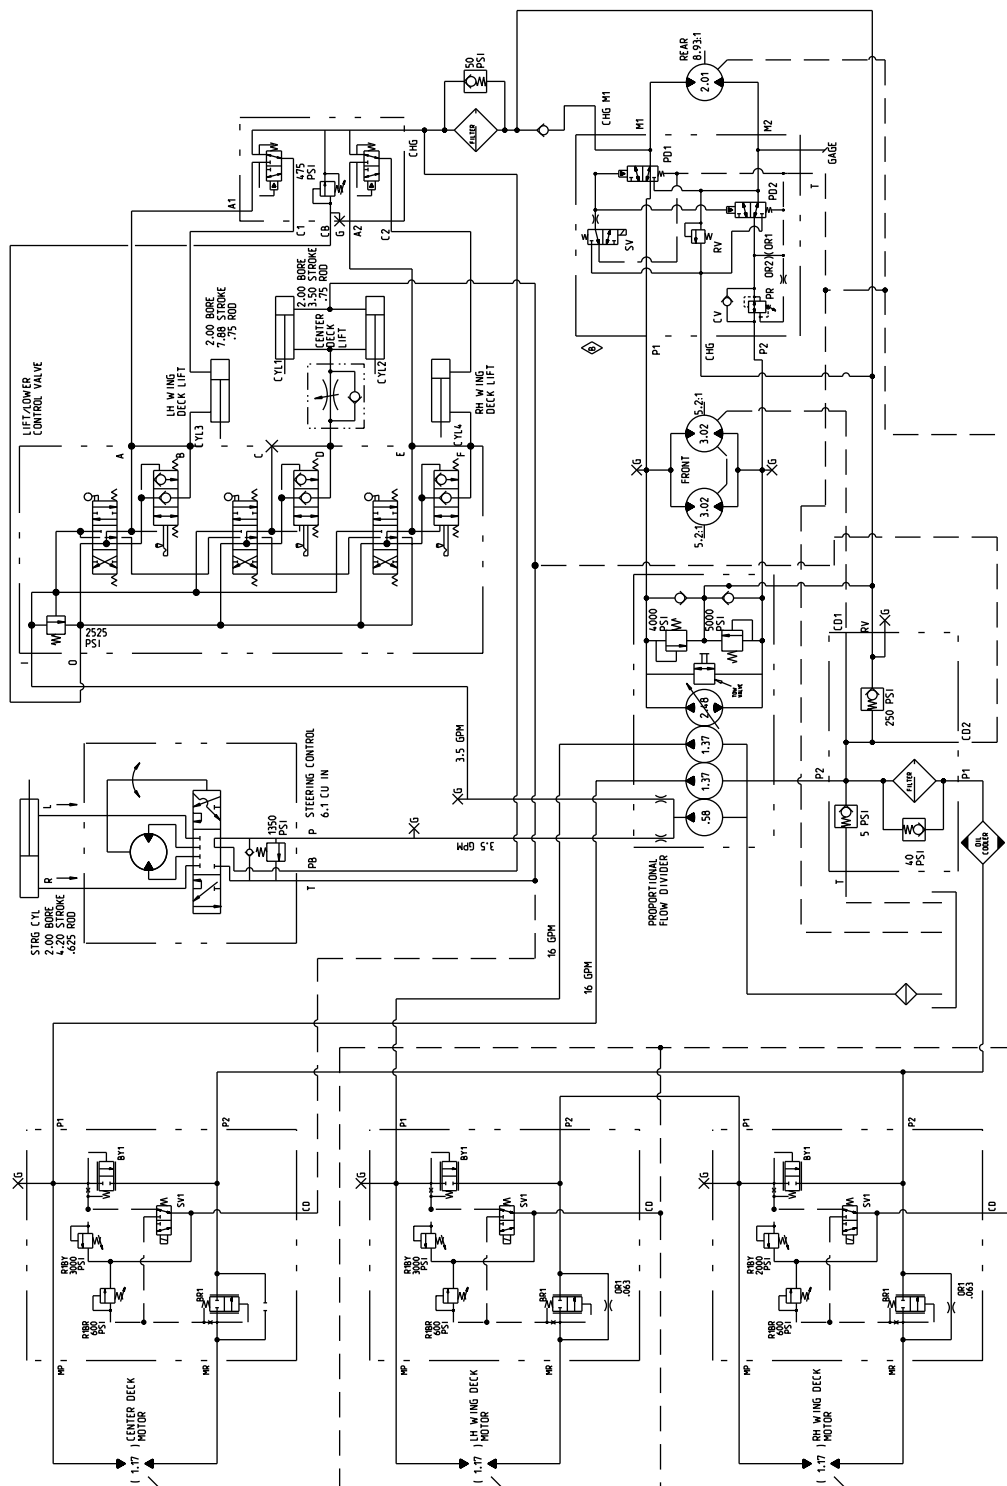 50
PSI
FILTER
REAR
8.93:1
2.01
CHG M1
M1
M2
GAGE
T
CHG
475
PSI
A1
C1
CB
G
A2
C2
PD1
PD2
SV
RV
OR2
OR1
PR
CV
B
P1
CHG
P2
2.00 BORE
7.88 STROKE
.75 ROD
2.00 BORE
3.50 STROKE
.75 ROD
CENTER
DECK
LIFT
CYL1
CYL2
LH WING
DECK LIFT
CYL3
RH WING
DECK LIFT
CYL4
LIFT/LOWER
CONTROL VALVE
A
B
C
D
E
F
2525
PSI
I
O
5.2:1
3.02
FRONT
3.02
5.2:1
G
G
4000
PSI
5000
PSI
TOW
VALVE
2.48
1.37
1.37
.58
PROPORTIONAL
FLOW DIVIDER
3.5 GPM
G
G
3.5 GPM
16 GPM
16 GPM
STEERING CONTROL
6.1 CU IN
1350
PSI
P
PB
T
L
R
STRG CYL
2.00 BORE
4.20 STROKE
.625 ROD
CD1
RV
G
250 PSI
CD2
P2
P1
FILTER
5 PSI
40
PSI
T
OIL
COOLER
G
P1
P2
BY1
SV1
R1BY
3000
PSI
R1BR
600
PSI
BR1
CD
MP
MR
CENTER DECK
MOTOR
1.17
G
P1
P2
BY1
SV1
R1BY
3000
PSI
R1BR
600
PSI
BR1
OR1
.063
CD
MP
MR
LH WING DECK
MOTOR
1.17
G
P1
P2
BY1
SV1
R1BY
2000
PSI
R1BR
600
PSI
BR1
OR1
.063
CD
MP
MR
RH WING DECK
MOTOR
1.17